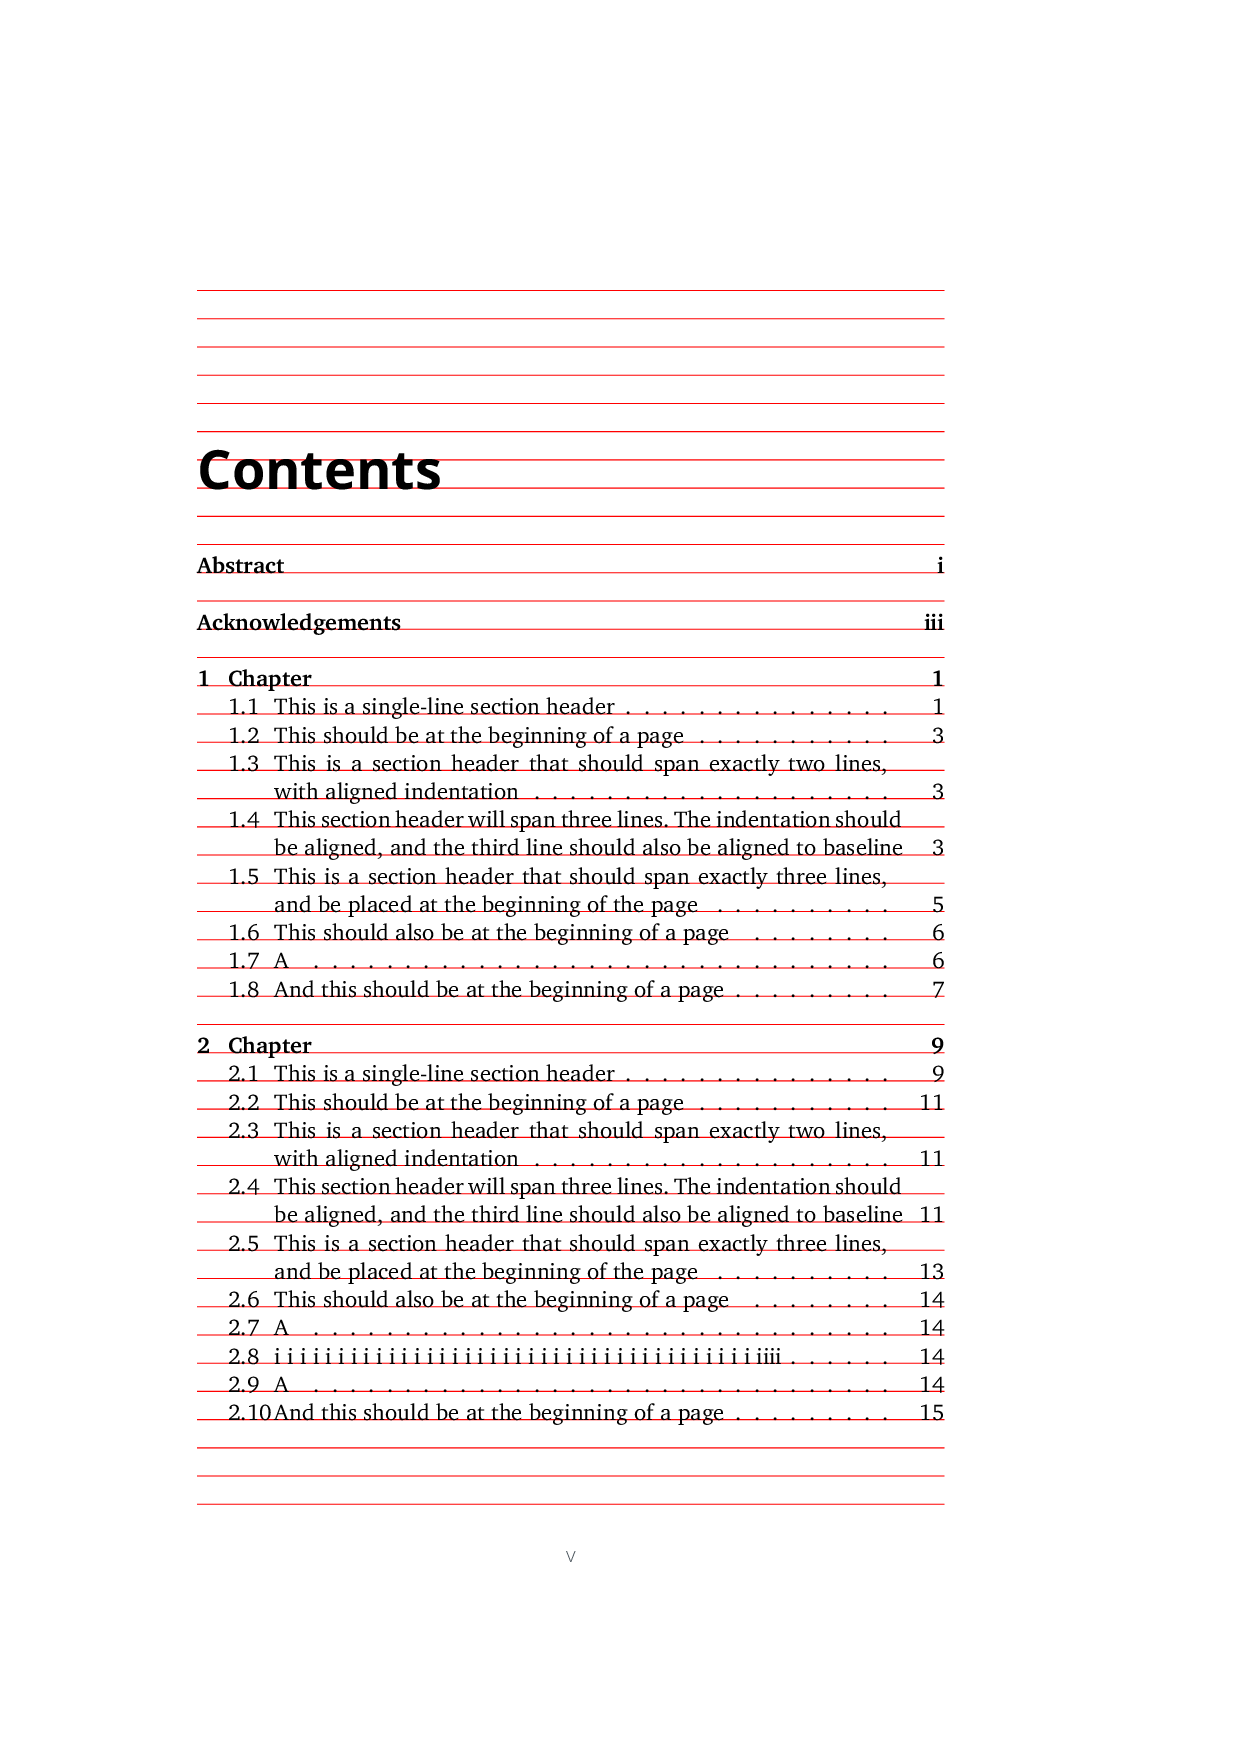 Contents
Abstract i
Acknowledgements iii
1 Chapter 1
1.1 This is a single-line section header . . . . . . . . . . . . . . . 1
1.2 This should be at the beginning of a page . . . . . . . . . . . 3
1.3 This is a section header that should span exactly two lines,
with aligned indentation . . . . . . . . . . . . . . . . . . . . 3
1.4 This section header will span three lines. The indentation should
be aligned, and the third line should also be aligned to baseline 3
1.5 This is a section header that should span exactly three lines,
and be placed at the beginning of the page . . . . . . . . . . 5
1.6 This should also be at the beginning of a page . . . . . . . . 6
1.7 A . . . . . . . . . . . . . . . . . . . . . . . . . . . . . . . . 6
1.8 And this should be at the beginning of a page . . . . . . . . . 7
2 Chapter 9
2.1 This is a single-line section header . . . . . . . . . . . . . . . 9
2.2 This should be at the beginning of a page . . . . . . . . . . . 11
2.3 This is a section header that should span exactly two lines,
with aligned indentation . . . . . . . . . . . . . . . . . . . . 11
2.4 This section header will span three lines. The indentation should
be aligned, and the third line should also be aligned to baseline 11
2.5 This is a section header that should span exactly three lines,
and be placed at the beginning of the page . . . . . . . . . . 13
2.6 This should also be at the beginning of a page . . . . . . . . 14
2.7 A . . . . . . . . . . . . . . . . . . . . . . . . . . . . . . . . 14
2.8 i i i i i i i i i i i i i i i i i i i i i i i i i i i i i i i i i i i i i i iiii . . . . . . 14
2.9 A . . . . . . . . . . . . . . . . . . . . . . . . . . . . . . . . 14
2.10 And this should be at the beginning of a page . . . . . . . . . 15
v